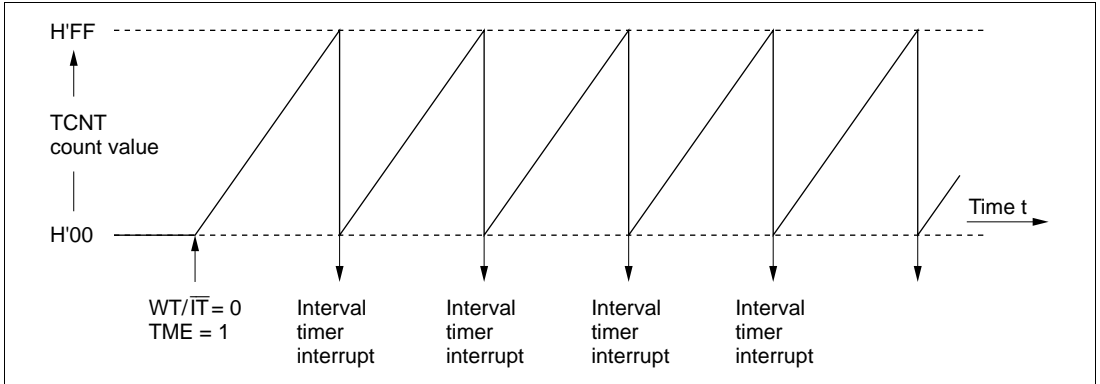 H'FF
TCNT
count value
H'00
Time t
WT/I̅T̅ = 0
TME = 1
Interval
timer
interrupt
Interval
timer
interrupt
Interval
timer
interrupt
Interval
timer
interrupt